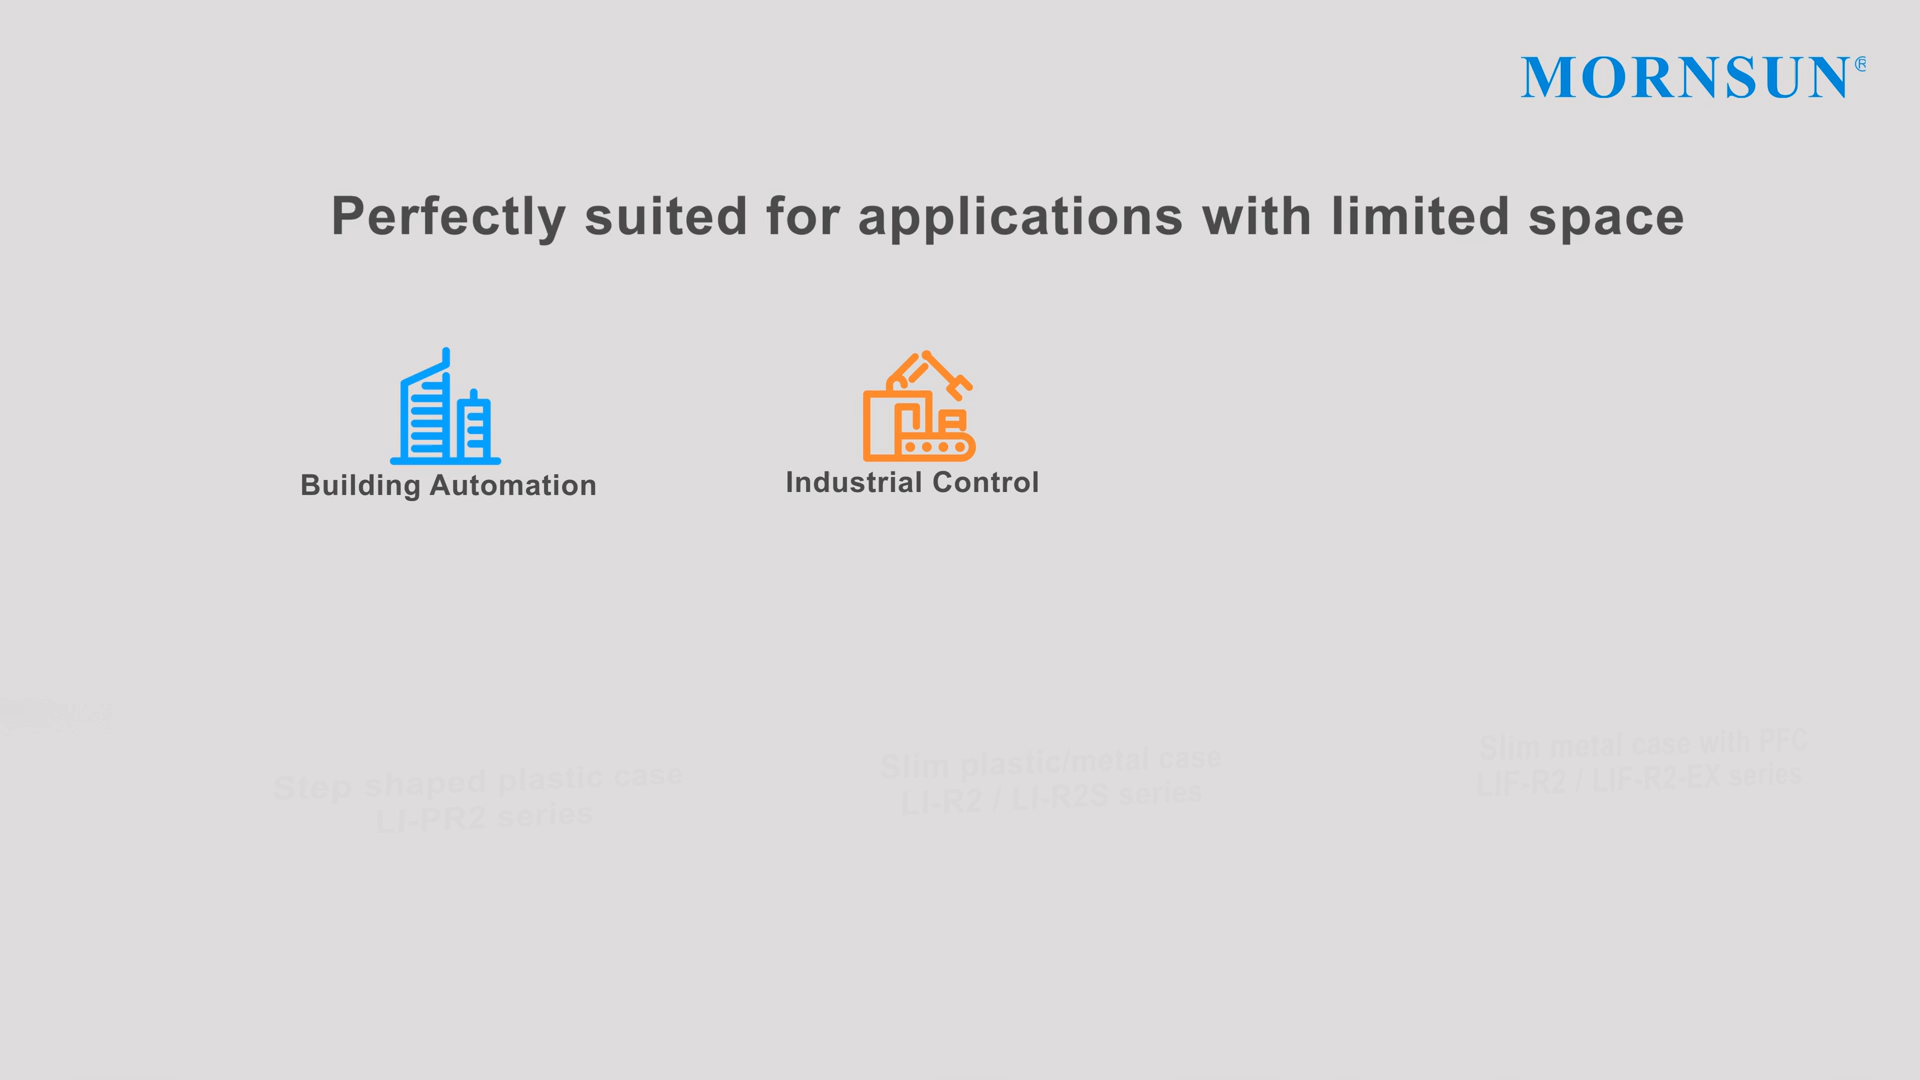 MORNSUN®
Perfectly suited for applications with limited space
Building Automation
Industrial Control
Step shaped plastic case
LI-PR2 series
Slim plastic/metal case
LI-R2 / LI-R2S series
Slim metal case with PFC
LIF-R2 / LIF-R2-EX series